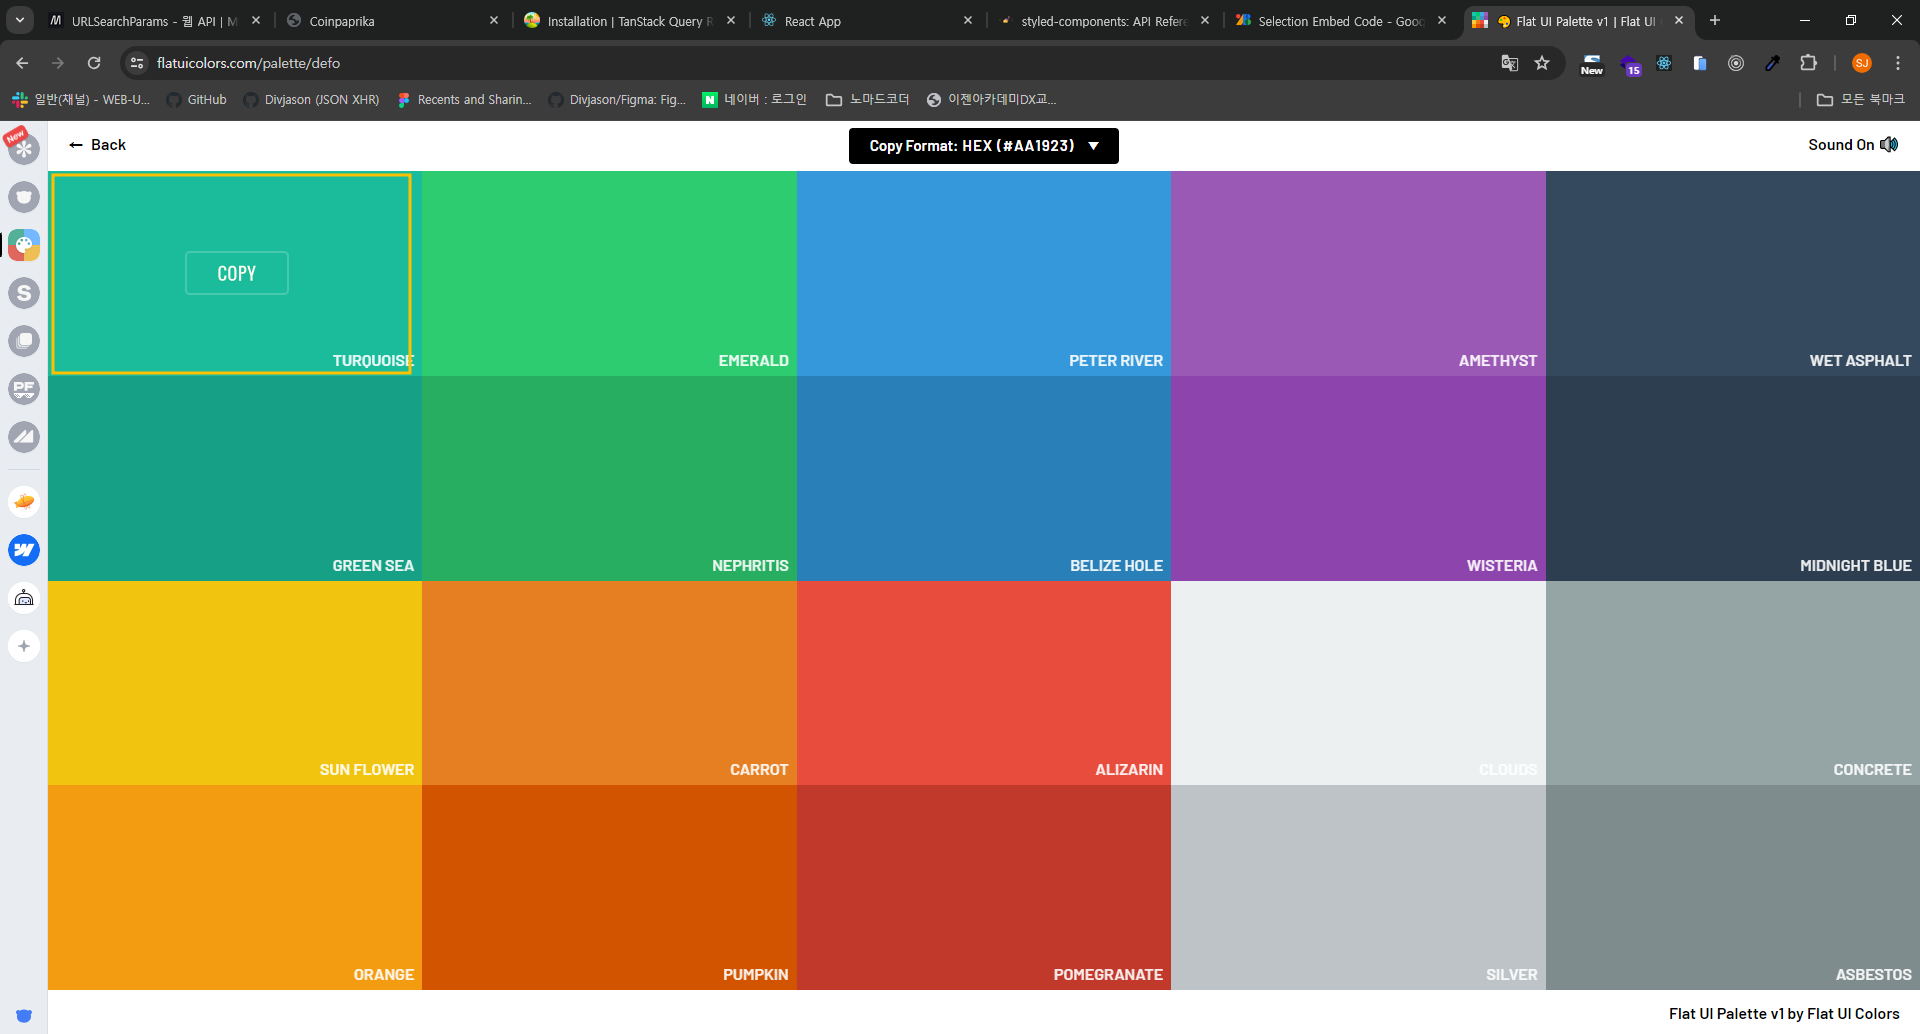 URLSearchParams - 웹 API | M
Coinpaprika
Installation | TanStack Query R
React App
styled-components: API Refere
Selection Embed Code - Goog
Flat UI Palette v1 | Flat UI
flatuicolors.com/palette/defo
New
15
SJ
일반(채널) - WEB-U...
GitHub
Divjason (JSON XHR)
Recents and Sharin...
Divjason/Figma: Fig...
N
네이버 : 로그인
노마드코더
이젠아카데미DX교...
모든 북마크
New
← Back
Copy Format: HEX (#AA1923) ▼
Sound On
COPY
TURQUOISE
EMERALD
PETER RIVER
AMETHYST
WET ASPHALT
S
PF
GREEN SEA
NEPHRITIS
BELIZE HOLE
WISTERIA
MIDNIGHT BLUE
W
SUN FLOWER
CARROT
ALIZARIN
CLOUDS
CONCRETE
ORANGE
PUMPKIN
POMEGRANATE
SILVER
ASBESTOS
Flat UI Palette v1 by Flat UI Colors